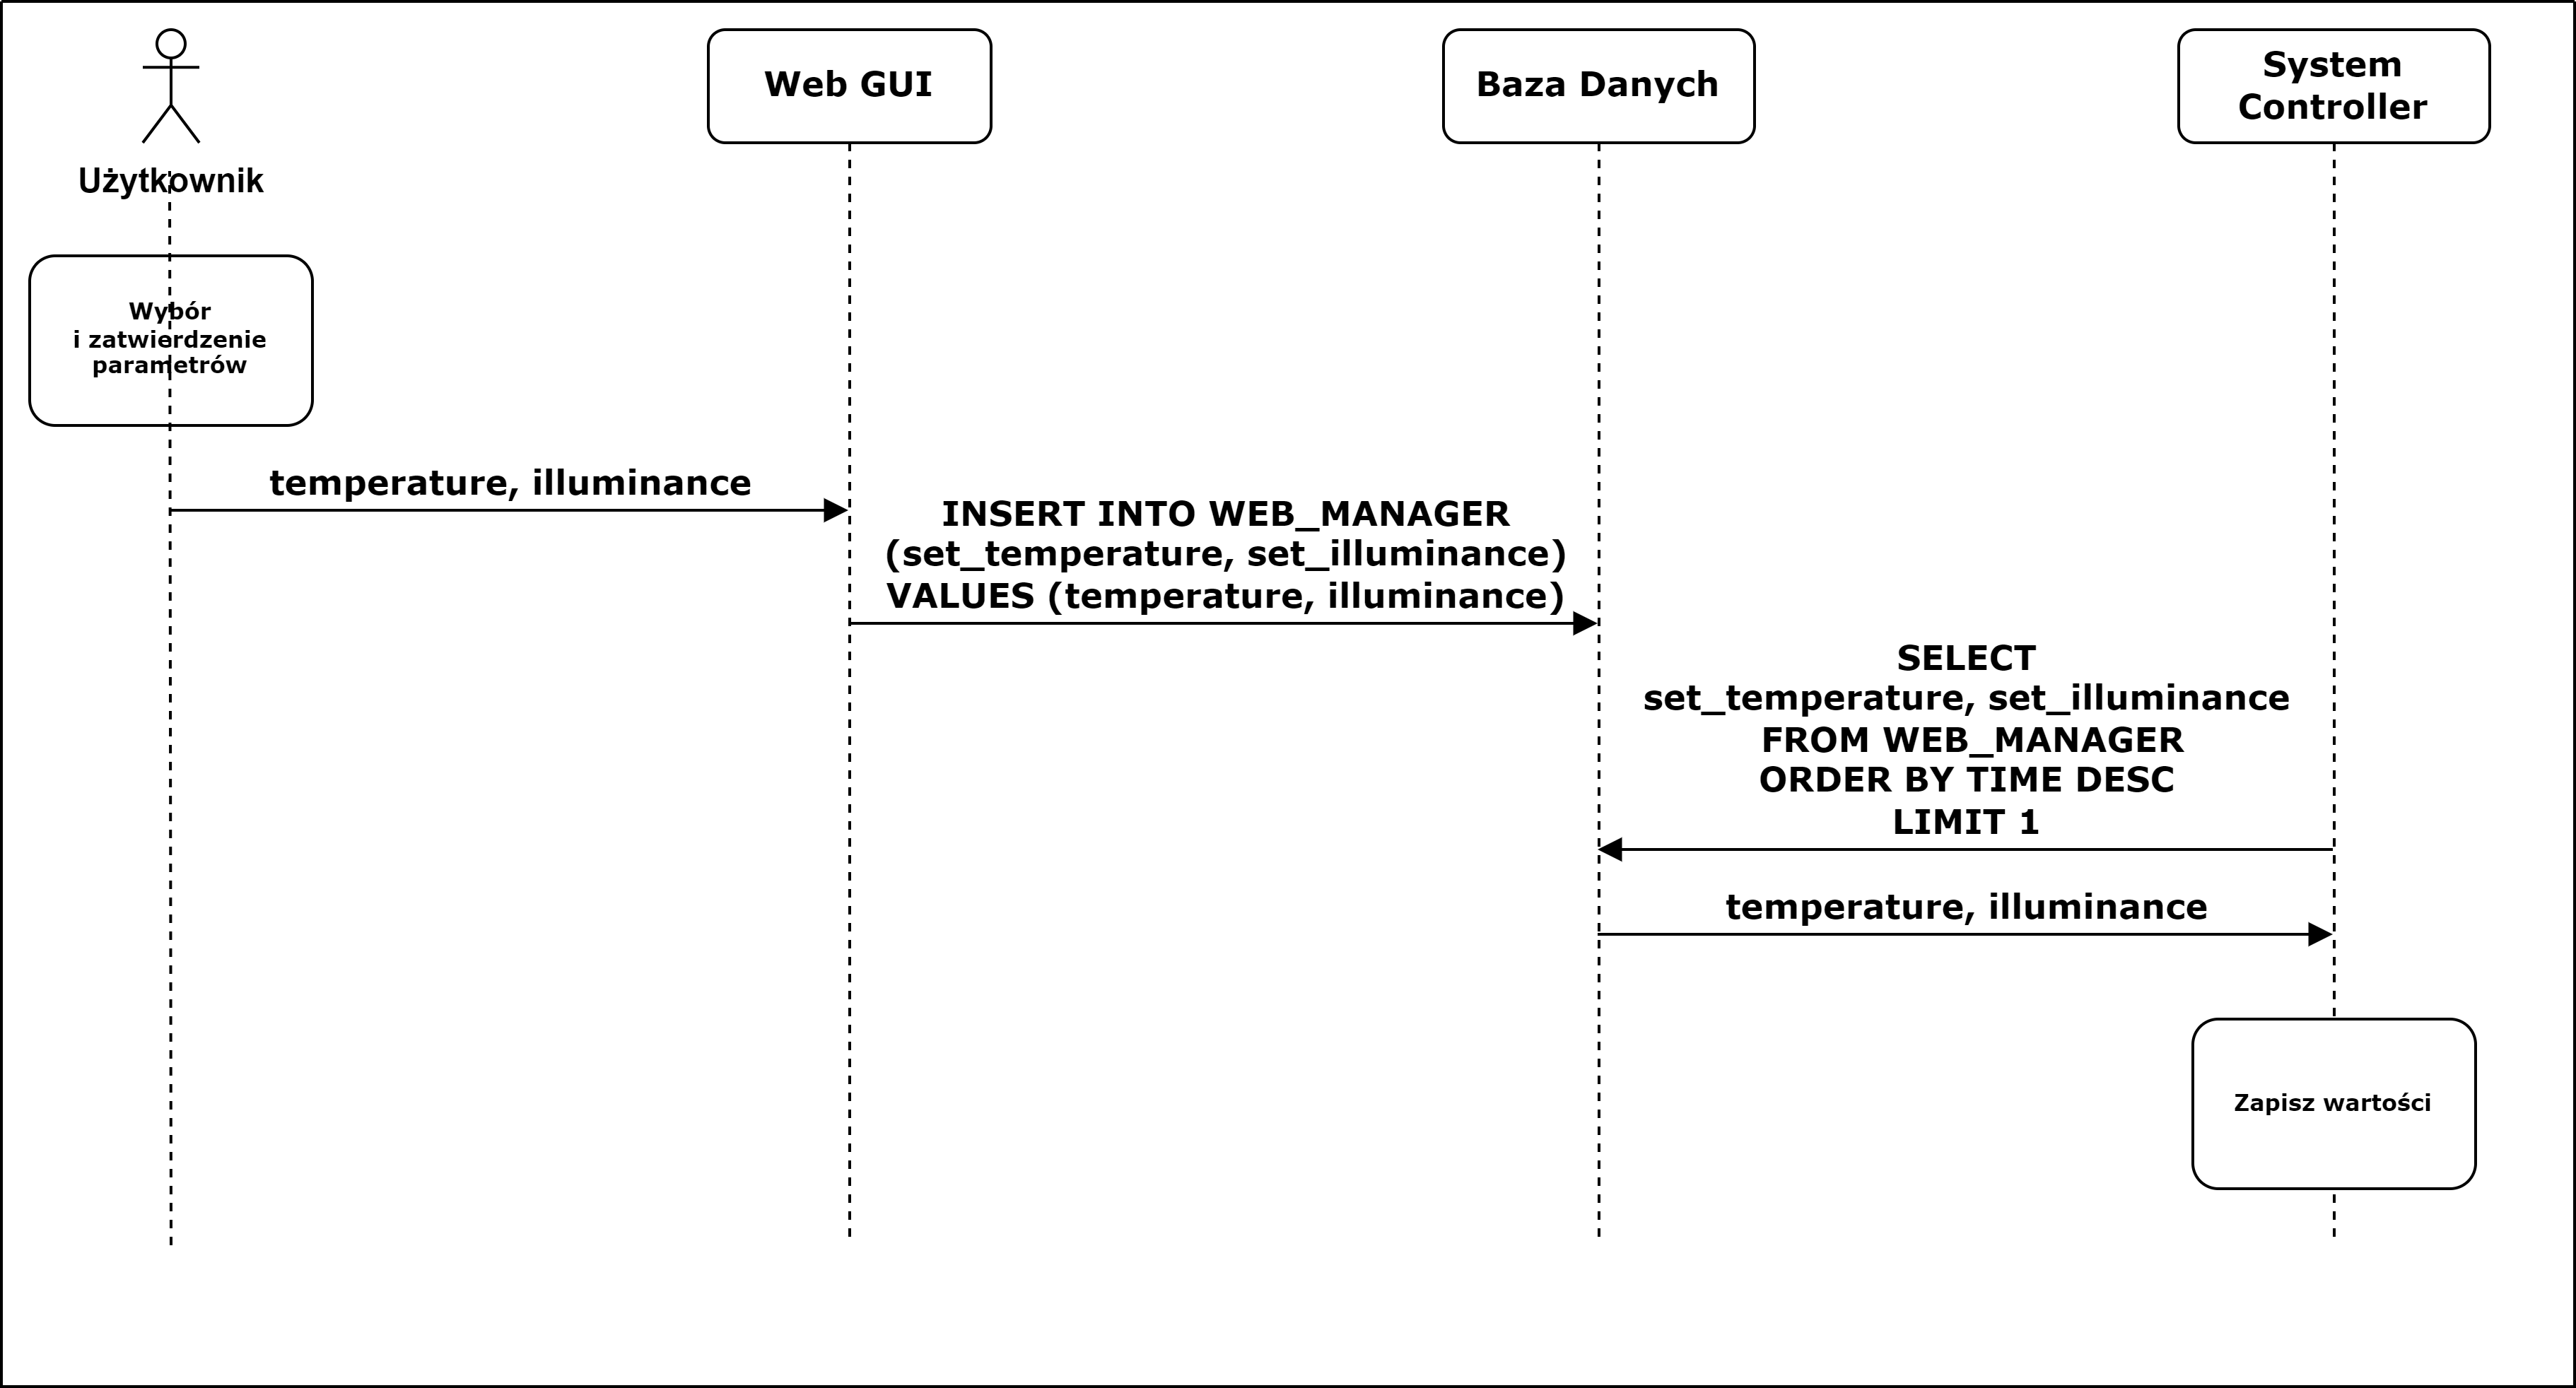 Użytkownik
Web GUI
Baza Danych
System
Controller
Wybór
i zatwierdzenie
parametrów
temperature, illuminance
INSERT INTO WEB_MANAGER
(set_temperature, set_illuminance)
VALUES (temperature, illuminance)
SELECT
set_temperature, set_illuminance
FROM WEB_MANAGER
ORDER BY TIME DESC
LIMIT 1
temperature, illuminance
Zapisz wartości